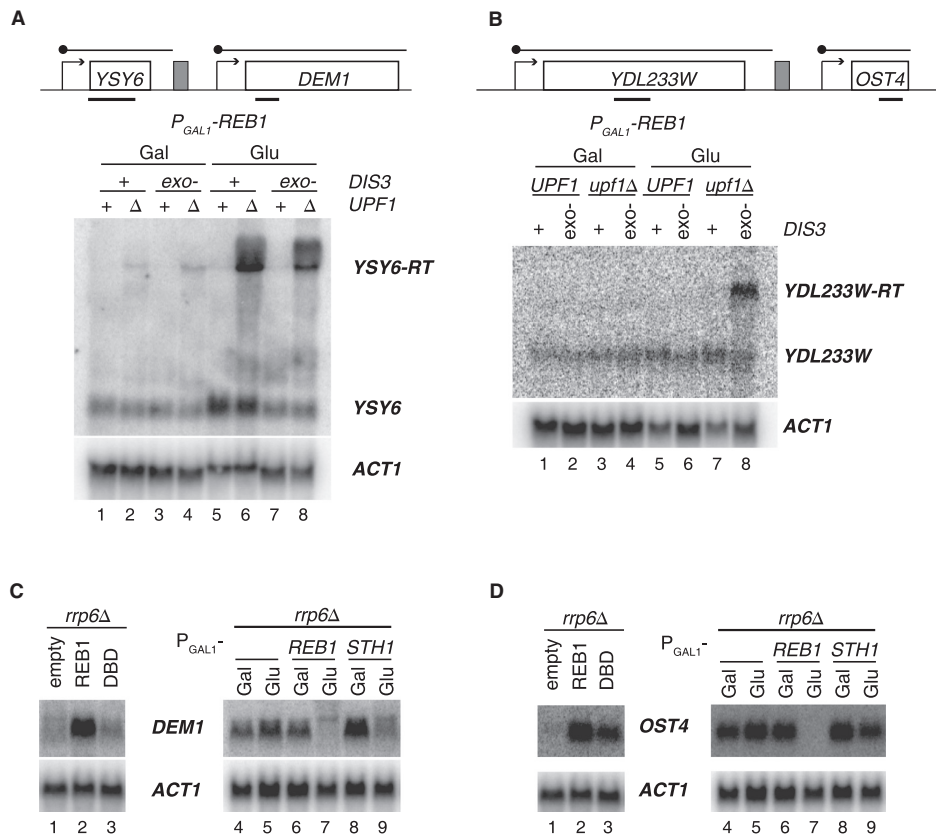 A
YSY6 DEM1
P_GAL1-REB1
Gal Glu
+ exo- + exo- DIS3
+ Δ + Δ + Δ + Δ UPF1
YSY6-RT
YSY6
ACT1
1 2 3 4 5 6 7 8
B
YDL233W OST4
P_GAL1-REB1
Gal Glu
UPF1 upf1Δ UPF1 upf1Δ
+ exo- + exo- + exo- + exo- DIS3
YDL233W-RT
YDL233W
ACT1
1 2 3 4 5 6 7 8
C
rrp6Δ rrp6Δ
P_GAL1- REB1 STH1
empty REB1 DBD Gal Glu Gal Glu Gal Glu
DEM1
ACT1
1 2 3 4 5 6 7 8 9
D
rrp6Δ rrp6Δ
P_GAL1- REB1 STH1
empty REB1 DBD Gal Glu Gal Glu Gal Glu
OST4
ACT1
1 2 3 4 5 6 7 8 9